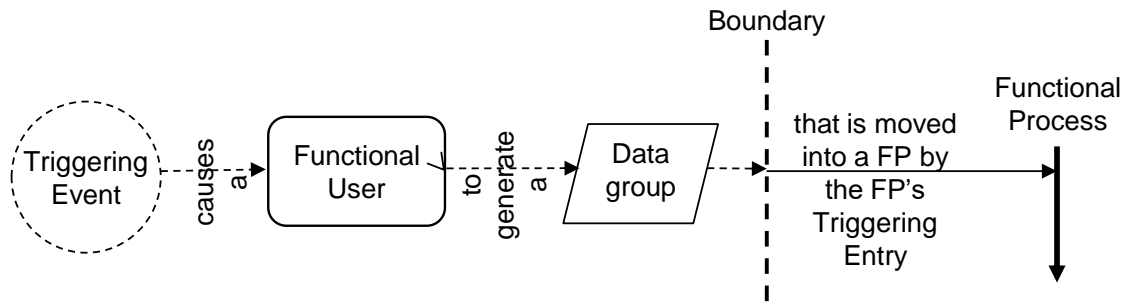 Boundary
Functional
Process
Triggering
Event
causes
a
Functional
User
to
generate
a
Data
group
that is moved
into a FP by
the FP's
Triggering
Entry